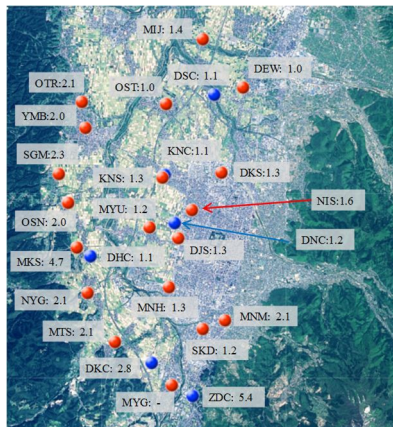 MIJ: 1.4
DSC: 1.1
DEW: 1.0
OTR:2.1
OST:1.0
YMB:2.0
KNC:1.1
SGM:2.3
KNS: 1.3
DKS:1.3
NIS:1.6
MYU: 1.2
OSN: 2.0
DNC:1.2
DJS:1.3
MKS: 4.7
DHC: 1.1
NYG: 2.1
MNH: 1.3
MNM: 2.1
MTS: 2.1
SKD: 1.2
DKC: 2.8
MYG: -
ZDC: 5.4